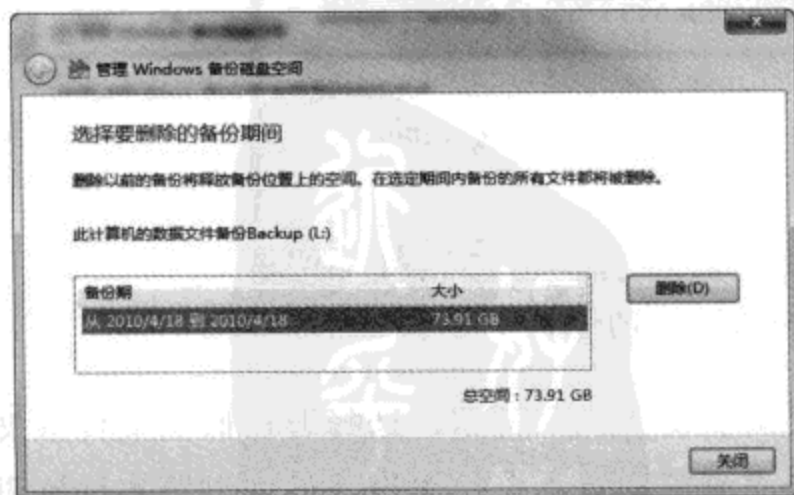 管理 Windows 备份磁盘空间
选择要删除的备份期间
删除以前的备份将释放备份位置上的空间。在选定期间内备份的所有文件都将被删除。
此计算机的数据文件备份Backup (L:)
备份期 大小
从 2010/4/18 到 2010/4/18 73.91 GB
删除(D)
总空间：73.91 GB
关闭